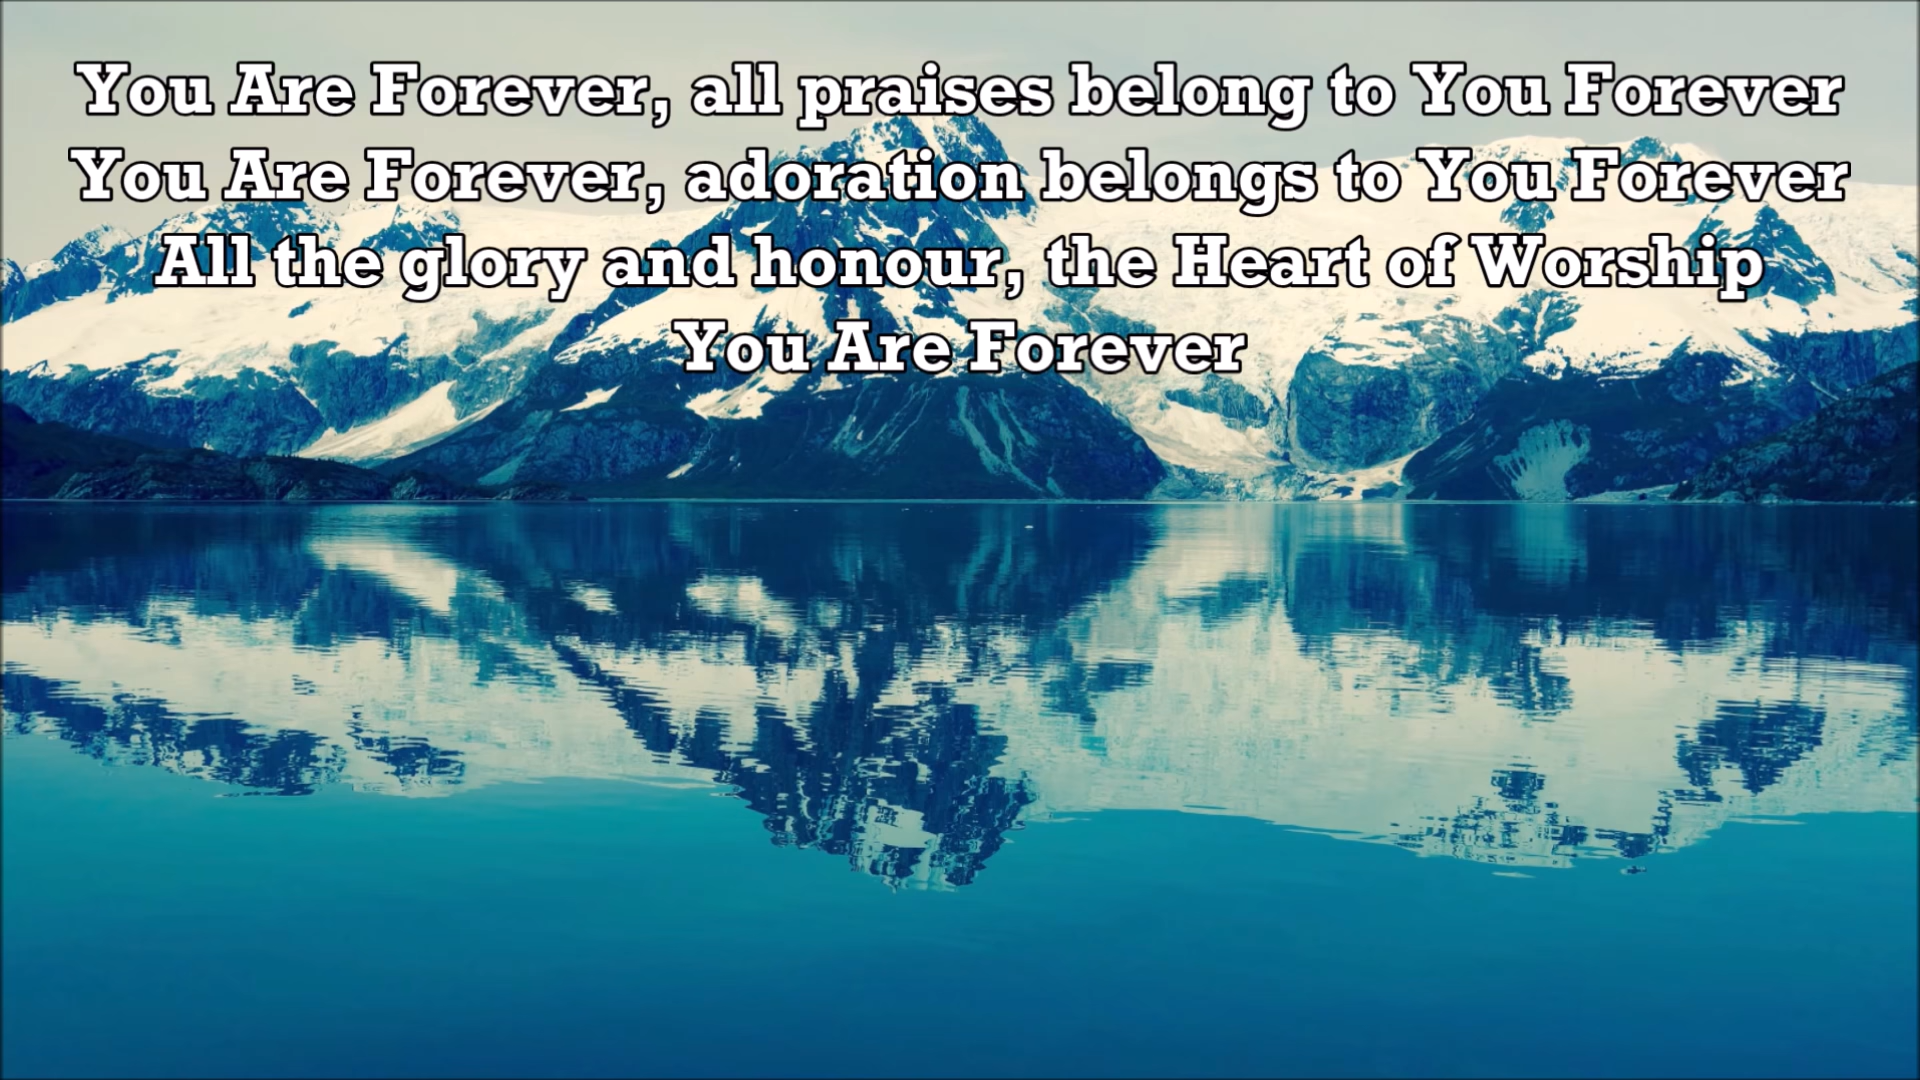 You Are Forever, all praises belong to You Forever
You Are Forever, adoration belongs to You Forever
All the glory and honour, the Heart of Worship
You Are Forever